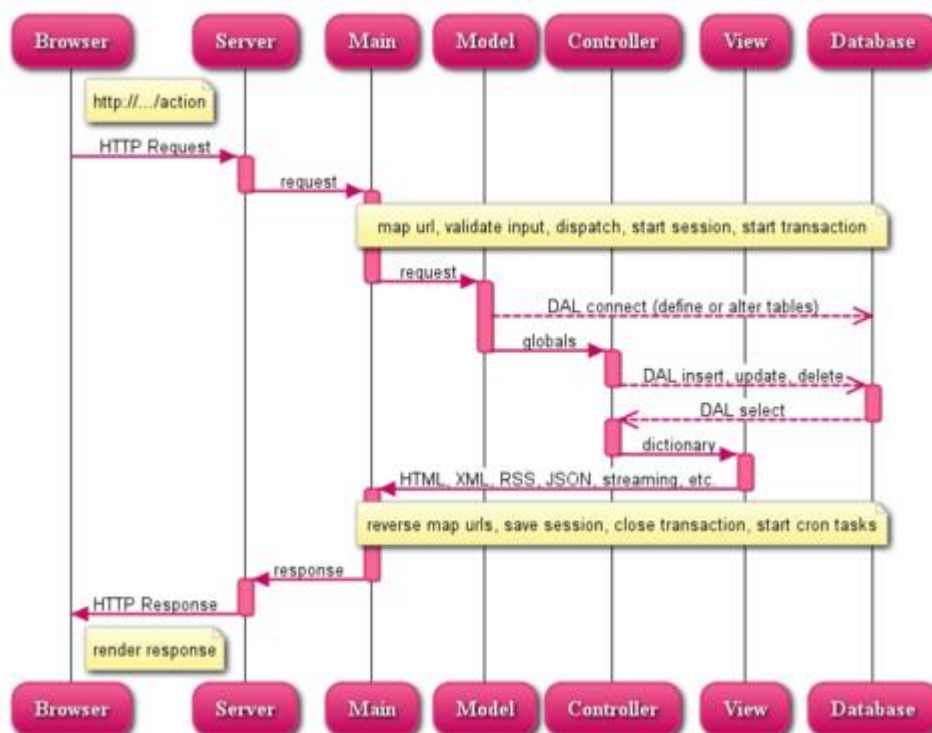 Browser Server Main Model Controller View Database
http://.../action
HTTP Request
request
map url, validate input, dispatch, start session, start transaction
request
DAL connect (define or alter tables)
globals
DAL insert, update, delete
DAL select
dictionary
HTML, XML, RSS, JSON, streaming, etc.
reverse map urls, save session, close transaction, start cron tasks
response
HTTP Response
render response
Browser Server Main Model Controller View Database